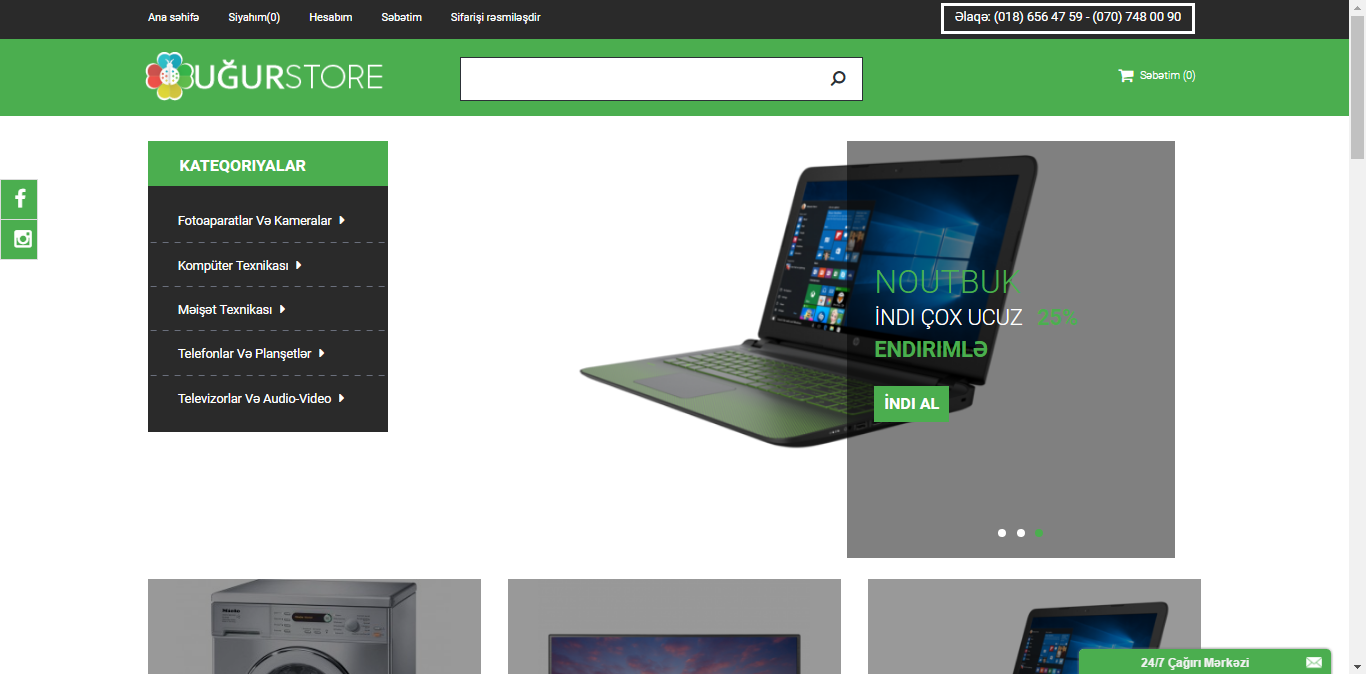 Ana səhifə Siyahım(0) Hesabım Səbətim Sifarişi rəsmiləşdir
Əlaqə: (018) 656 47 59 - (070) 748 00 90
UĞURSTORE
Səbətim (0)
KATEQORIYALAR
Fotoaparatlar Və Kameralar
Kompüter Texnikası
Məişət Texnikası
Telefonlar Və Planşetlər
Televizorlar Və Audio-Video
NOUTBUK
İNDI ÇOX UCUZ 25%
ENDIRIMLƏ
İNDI AL
Miele
24/7 Çağırı Mərkəzi